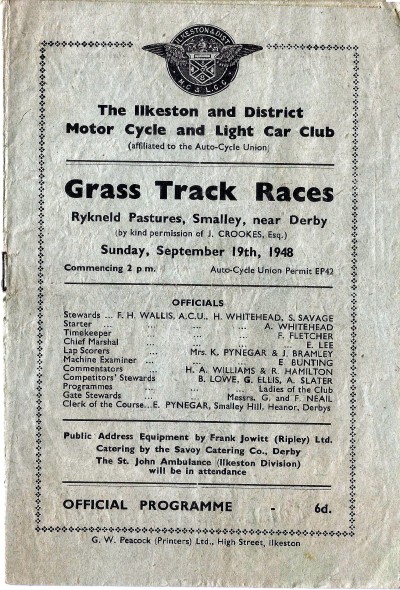 ILKESTON & DIST.
M.C. & L.C.C.
The Ilkeston and District
Motor Cycle and Light Car Club
(affiliated to the Auto-Cycle Union)
Grass Track Races
Rykneld Pastures, Smalley, near Derby
(by kind permission of J. CROOKES, Esq.)
Sunday, September 19th, 1948
Commencing 2 p.m. Auto-Cycle Union Permit EP42
OFFICIALS
Stewards ... F. H. WALLIS, A.C.U., H. WHITEHEAD, S. SAVAGE
Starter ... ... ... ... A. WHITEHEAD
Timekeeper ... ... ... F. FLETCHER
Chief Marshal ... ... ... E. LEE
Lap Scorers ... Mrs. K. PYNEGAR & J. BRAMLEY
Machine Examiner ... ... ... E. BUNTING
Commentators ... H. A. WILLIAMS & R. HAMILTON
Competitors' Stewards B. LOWE, G. ELLIS, A. SLATER
Programmes ... ... ... Ladies of the Club
Gate Stewards ... ... Messrs. G. and F. NEAIL
Clerk of the Course...E. PYNEGAR, Smalley Hill, Heanor, Derbys
Public Address Equipment by Frank Jowitt (Ripley) Ltd.
Catering by the Savoy Catering Co., Derby
The St. John Ambulance (Ilkeston Division)
will be in attendance
OFFICIAL PROGRAMME - 6d.
G. W. Peacock (Printers) Ltd., High Street, Ilkeston